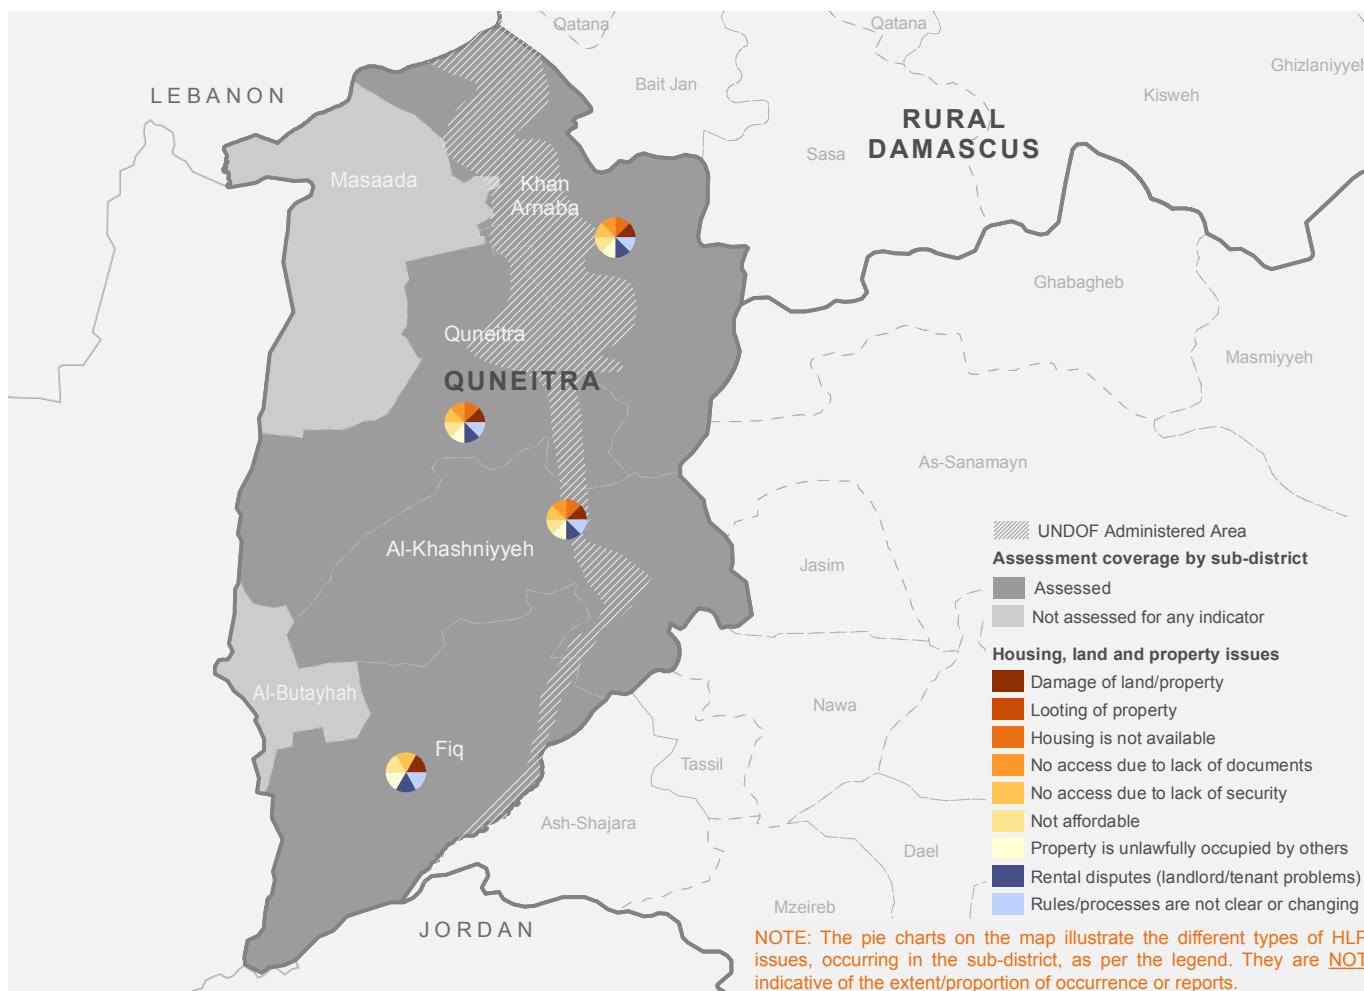 Qatana
Qatana
Ghizlaniyyeh
Bait Jan
Kisweh
LEBANON
RURAL
DAMASCUS
Sasa
Masaada
Khan
Arnaba
Ghabagheb
Quneitra
Masmiyyeh
QUNEITRA
As-Sanamayn
Al-Khashniyyeh
Jasim
Al-Butayhah
Nawa
Fiq
Tassil
Ash-Shajara
Dael
Mzeireb
JORDAN
UNDOF Administered Area
Assessment coverage by sub-district
Assessed
Not assessed for any indicator
Housing, land and property issues
Damage of land/property
Looting of property
Housing is not available
No access due to lack of documents
No access due to lack of security
Not affordable
Property is unlawfully occupied by others
Rental disputes (landlord/tenant problems)
Rules/processes are not clear or changing
NOTE: The pie charts on the map illustrate the different types of HLP
issues, occurring in the sub-district, as per the legend. They are NOT
indicative of the extent/proportion of occurrence or reports.